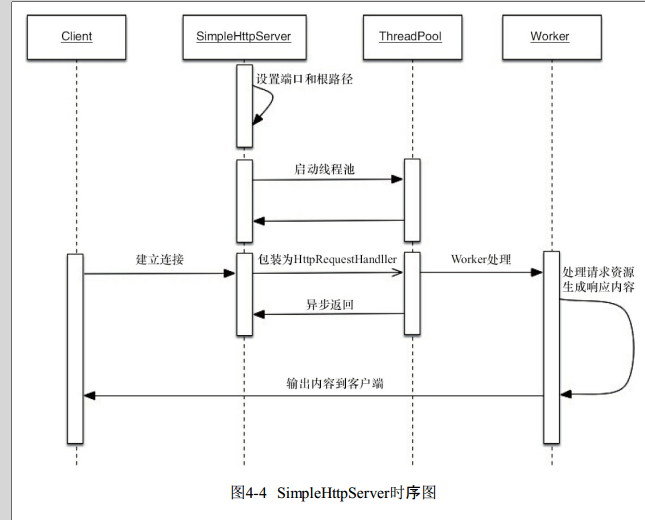 Client
SimpleHttpServer
ThreadPool
Worker
设置端口和根路径
启动线程池
建立连接
包装为HttpRequestHandller
Worker处理
处理请求资源
生成响应内容
异步返回
输出内容到客户端
图4-4 SimpleHttpServer时序图